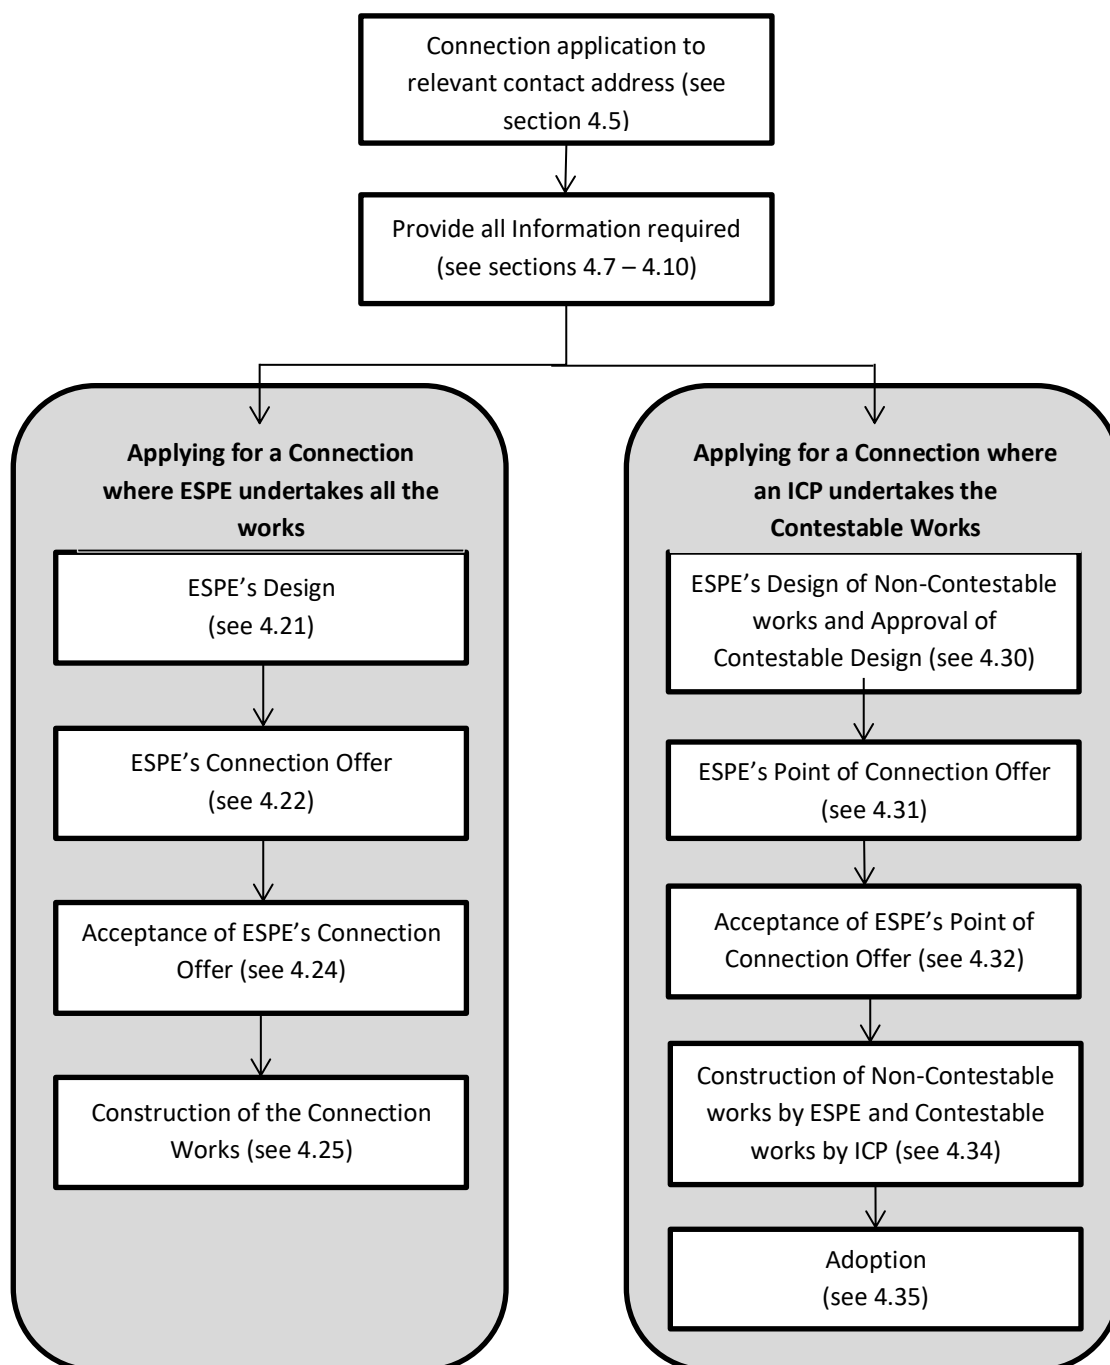 Connection application to
relevant contact address (see
section 4.5)
Provide all Information required
(see sections 4.7 – 4.10)
Applying for a Connection
where ESPE undertakes all the
works
ESPE’s Design
(see 4.21)
ESPE’s Connection Offer
(see 4.22)
Acceptance of ESPE’s Connection
Offer (see 4.24)
Construction of the Connection
Works (see 4.25)
Applying for a Connection where
an ICP undertakes the
Contestable Works
ESPE’s Design of Non-Contestable
works and Approval of
Contestable Design (see 4.30)
ESPE’s Point of Connection Offer
(see 4.31)
Acceptance of ESPE’s Point of
Connection Offer (see 4.32)
Construction of Non-Contestable
works by ESPE and Contestable
works by ICP (see 4.34)
Adoption
(see 4.35)